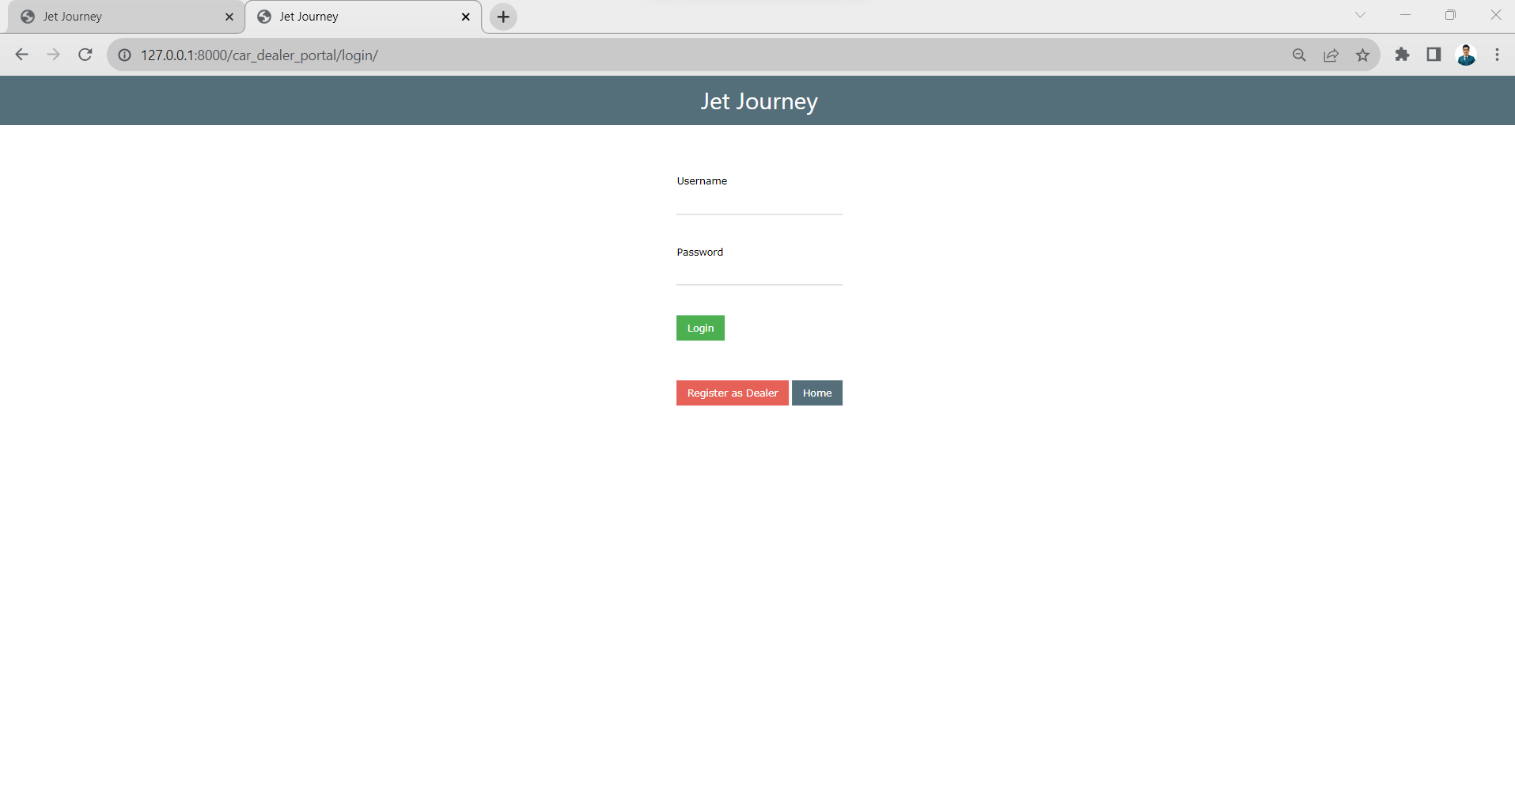 Jet Journey
Jet Journey
127.0.0.1:8000/car_dealer_portal/login/
Jet Journey
Username
Password
Login
Register as Dealer Home